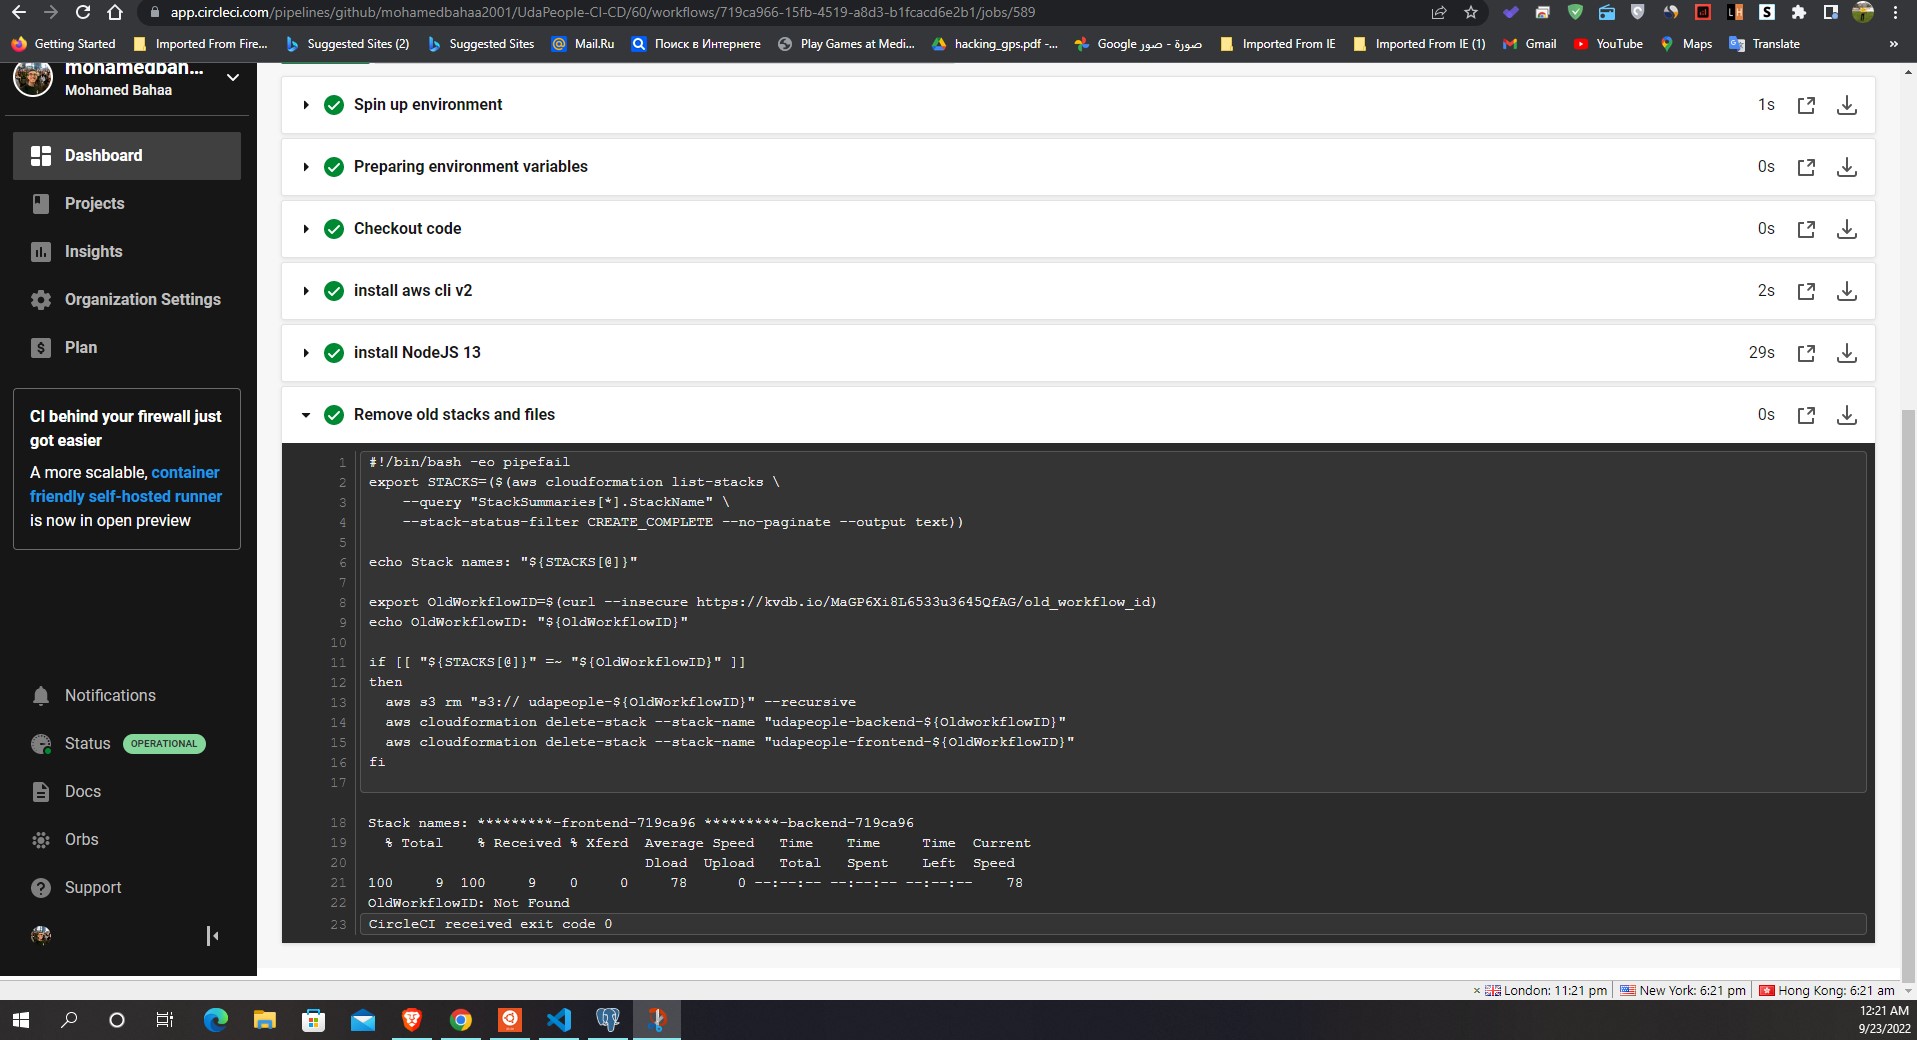 app.circleci.com/pipelines/github/mohamedbahaa2001/UdaPeople-CI-CD/60/workflows/719ca966-15fb-4519-a8d3-b1fcacd6e2b1/jobs/589
Getting Started
Imported From Fire...
Suggested Sites (2)
Suggested Sites
Mail.Ru
Поиск в Интернете
Play Games at Medi...
hacking_gps.pdf -...
Google صورة - صور
Imported From IE
Imported From IE (1)
Gmail
YouTube
Maps
Translate
»
mohamedbah...
Mohamed Bahaa
Dashboard
Projects
Insights
Organization Settings
Plan
CI behind your firewall just
got easier
A more scalable, container
friendly self-hosted runner
is now in open preview
Notifications
Status OPERATIONAL
Docs
Orbs
Support
Spin up environment 1s
Preparing environment variables 0s
Checkout code 0s
install aws cli v2 2s
install NodeJS 13 29s
Remove old stacks and files 0s
1 #!/bin/bash -eo pipefail
2 export STACKS=($(aws cloudformation list-stacks \
3 --query "StackSummaries[*].StackName" \
4 --stack-status-filter CREATE_COMPLETE --no-paginate --output text))
5
6 echo Stack names: "${STACKS[@]}"
7
8 export OldWorkflowID=$(curl --insecure https://kvdb.io/MaGP6Xi8L6533u3645QfAG/old_workflow_id)
9 echo OldWorkflowID: "${OldWorkflowID}"
10
11 if [[ "${STACKS[@]}" =~ "${OldWorkflowID}" ]]
12 then
13 aws s3 rm "s3:// udapeople-${OldWorkflowID}" --recursive
14 aws cloudformation delete-stack --stack-name "udapeople-backend-${OldworkflowID}"
15 aws cloudformation delete-stack --stack-name "udapeople-frontend-${OldWorkflowID}"
16 fi
17
18 Stack names: *********-frontend-719ca96 *********-backend-719ca96
19 % Total % Received % Xferd Average Speed Time Time Time Current
20 Dload Upload Total Spent Left Speed
21 100 9 100 9 0 0 78 0 --:--:-- --:--:-- --:--:-- 78
22 OldWorkflowID: Not Found
23 CircleCI received exit code 0
× London: 11:21 pm New York: 6:21 pm Hong Kong: 6:21 am
12:21 AM
9/23/2022